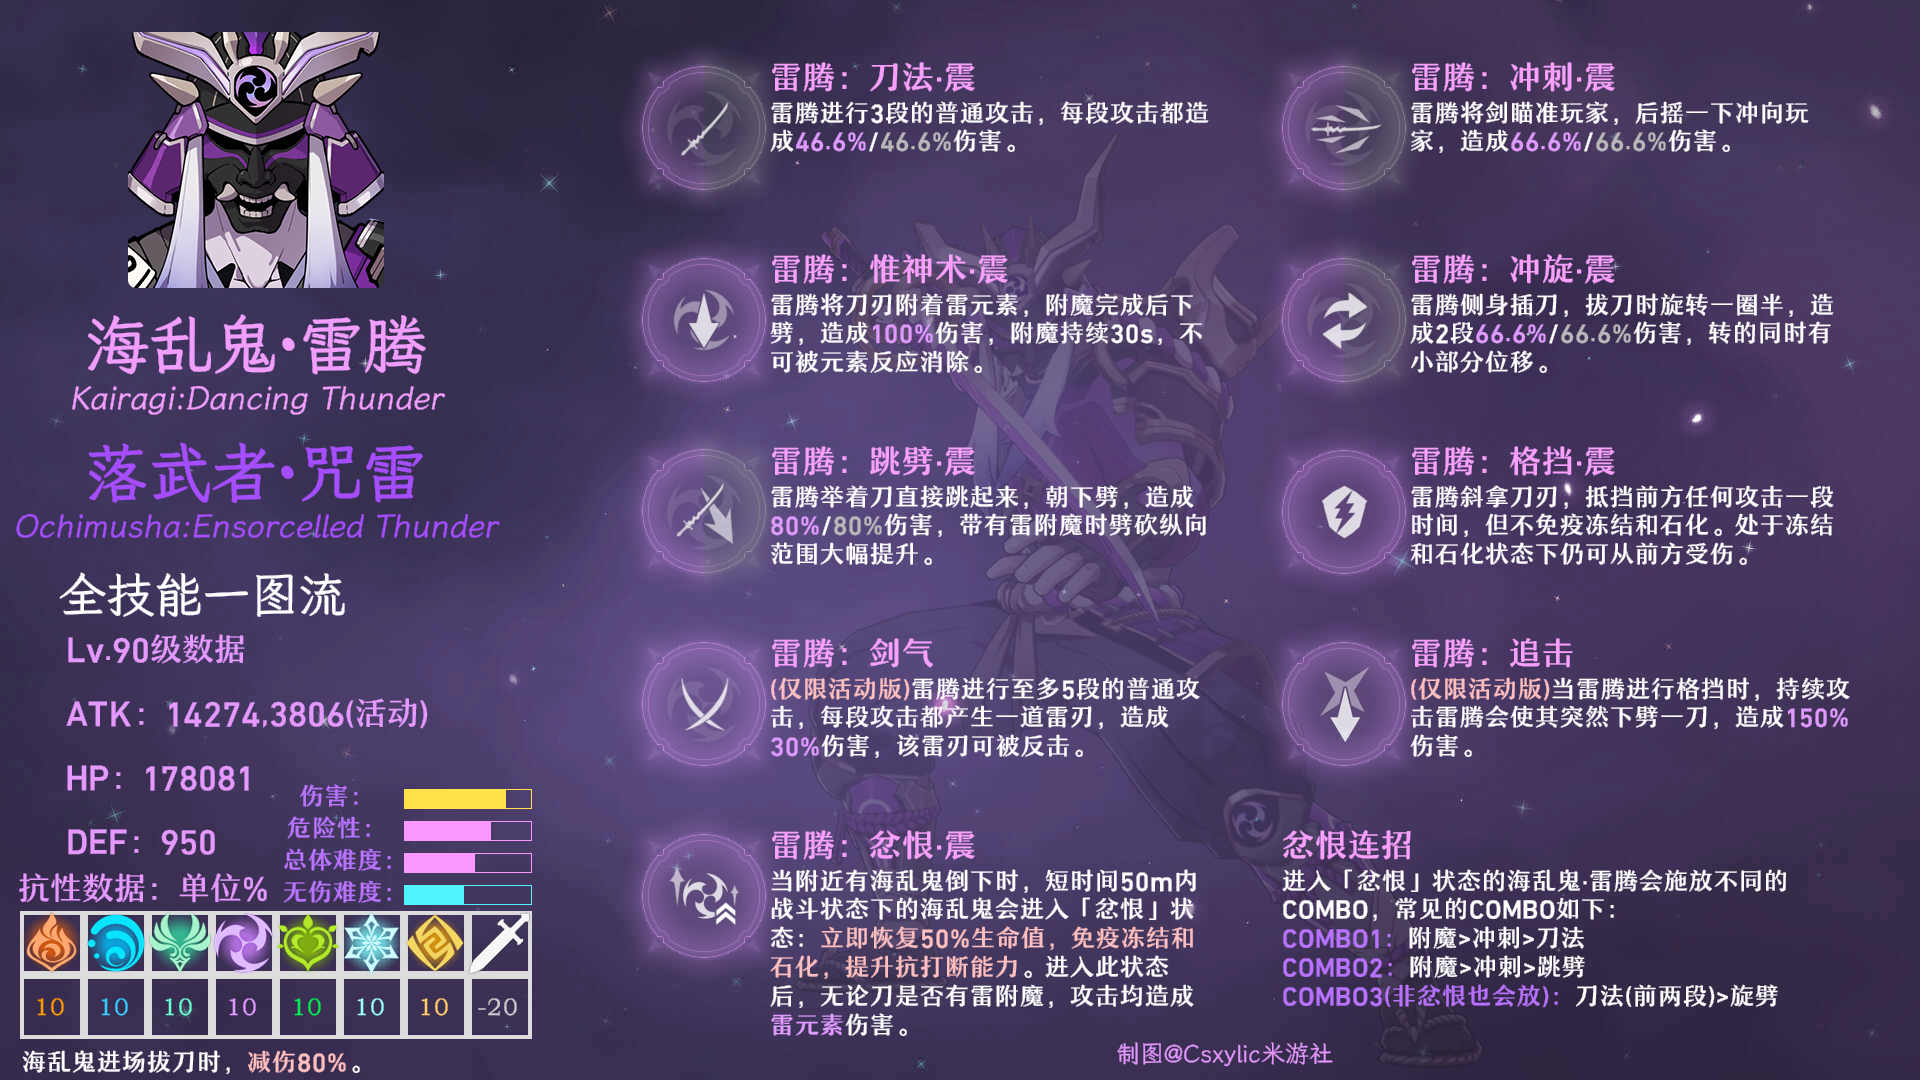 海乱鬼·雷腾
Kairagi:Dancing Thunder
落武者·咒雷
Ochimusha:Ensorcelled Thunder
全技能一图流
Lv.90级数据
ATK：14274,3806(活动)
HP：178081
DEF：950
伤害：
危险性：
总体难度：
无伤难度：
抗性数据：单位%
10 10 10 10 10 10 10 -20
海乱鬼进场拔刀时，减伤80%。
雷腾：刀法·震
雷腾进行3段的普通攻击，每段攻击都造
成46.6%/46.6%伤害。
雷腾：惟神术·震
雷腾将刀刃附着雷元素，附魔完成后下
劈，造成100%伤害，附魔持续30s，不
可被元素反应消除。
雷腾：跳劈·震
雷腾举着刀直接跳起来，朝下劈，造成
80%/80%伤害，带有雷附魔时劈砍纵向
范围大幅提升。
雷腾：剑气
(仅限活动版)雷腾进行至多5段的普通攻
击，每段攻击都产生一道雷刃，造成
30%伤害，该雷刃可被反击。
雷腾：忿恨·震
当附近有海乱鬼倒下时，短时间50m内
战斗状态下的海乱鬼会进入「忿恨」状
态：立即恢复50%生命值，免疫冻结和
石化，提升抗打断能力。进入此状态
后，无论刀是否有雷附魔，攻击均造成
雷元素伤害。
雷腾：冲刺·震
雷腾将剑瞄准玩家，后摇一下冲向玩
家，造成66.6%/66.6%伤害。
雷腾：冲旋·震
雷腾侧身插刀，拔刀时旋转一圈半，造
成2段66.6%/66.6%伤害，转的同时有
小部分位移。
雷腾：格挡·震
雷腾斜拿刀刃，抵挡前方任何攻击一段
时间，但不免疫冻结和石化。处于冻结
和石化状态下仍可从前方受伤。
雷腾：追击
(仅限活动版)当雷腾进行格挡时，持续攻
击雷腾会使其突然下劈一刀，造成150%
伤害。
忿恨连招
进入「忿恨」状态的海乱鬼·雷腾会施放不同的
COMBO，常见的COMBO如下：
COMBO1：附魔>冲刺>刀法
COMBO2：附魔>冲刺>跳劈
COMBO3(非忿恨也会放)：刀法(前两段)>旋劈
制图@Csxylic米游社